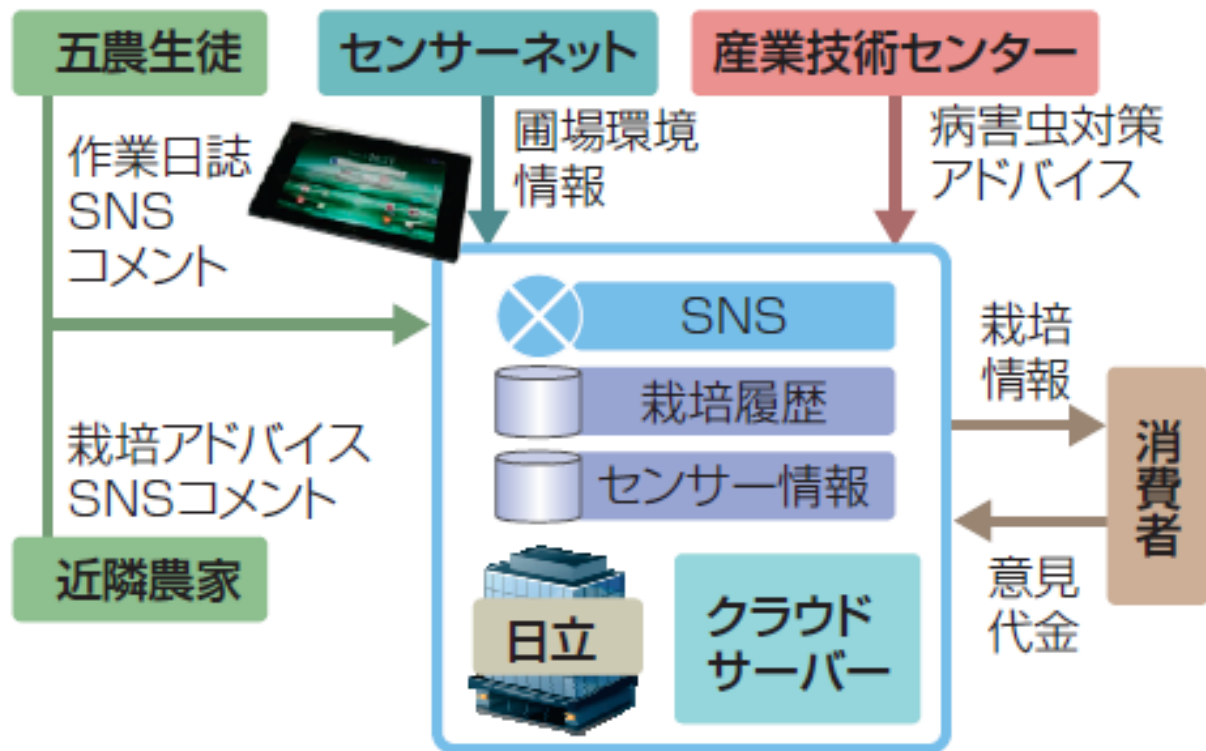 五農生徒
センサーネット
産業技術センター
作業日誌
SNS
コメント
圃場環境
情報
病害虫対策
アドバイス
SNS
栽培履歴
センサー情報
栽培
情報
消費者
栽培アドバイス
SNSコメント
近隣農家
意見
代金
日立
クラウド
サーバー